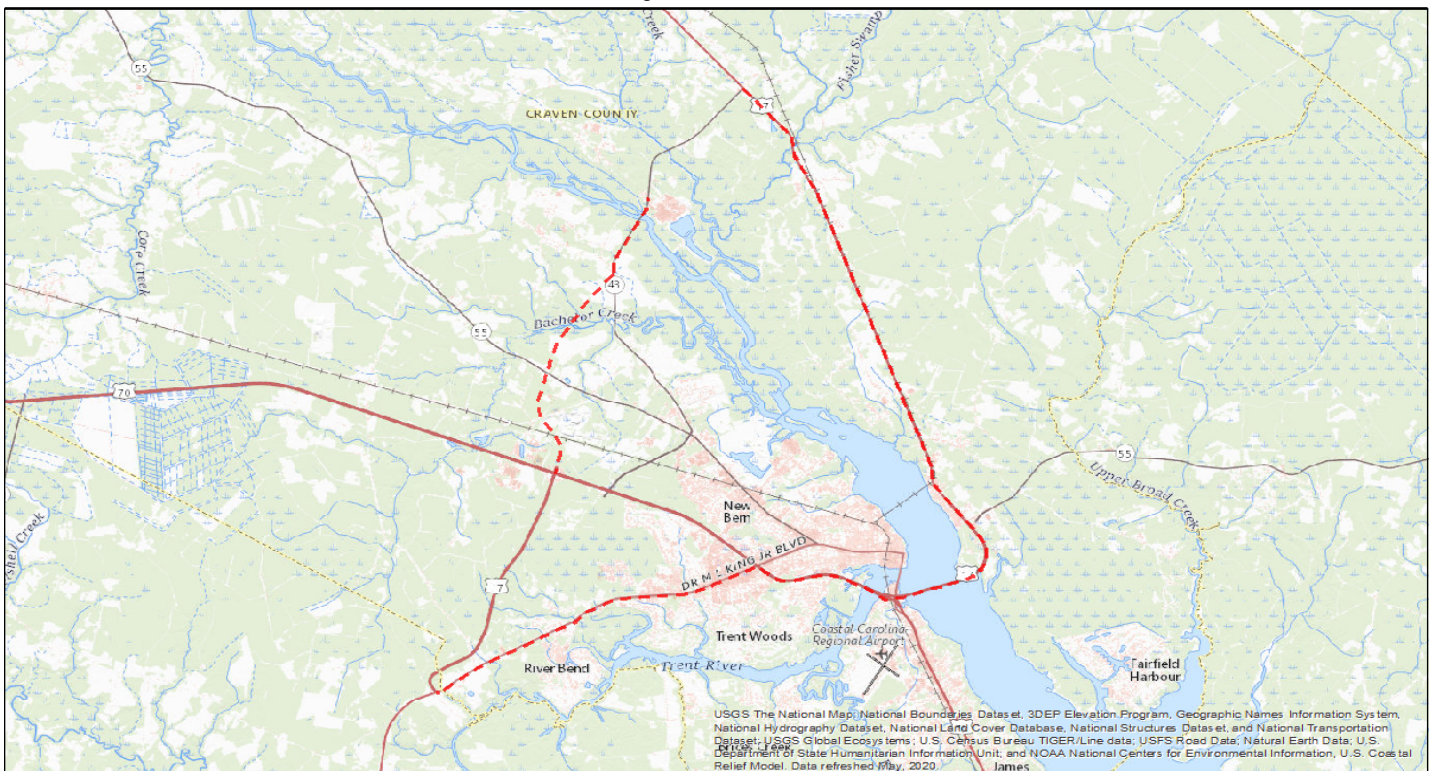 Creek
Fisher Swamp
55
CRAVEN COUNTY
Core Creek
43
Bachelor Creek
55
70
55
Upper Broad Creek
New
Bern
DR M L KING JR BLVD
Trent Woods
Coastal Carolina
Regional Airport
River Bend
Trent River
Fairfield
Harbour
USGS The National Map: National Boundaries Dataset, 3DEP Elevation Program, Geographic Names Information System,
National Hydrography Dataset, National Land Cover Database, National Structures Dataset, and National Transportation
Dataset; USGS Global Ecosystems; U.S. Census Bureau TIGER/Line data; USFS Road Data; Natural Earth Data; U.S.
Department of State Humanitarian Information Unit; and NOAA National Centers for Environmental Information, U.S. Coastal
Relief Model. Data refreshed May, 2020.
Brices Creek
James